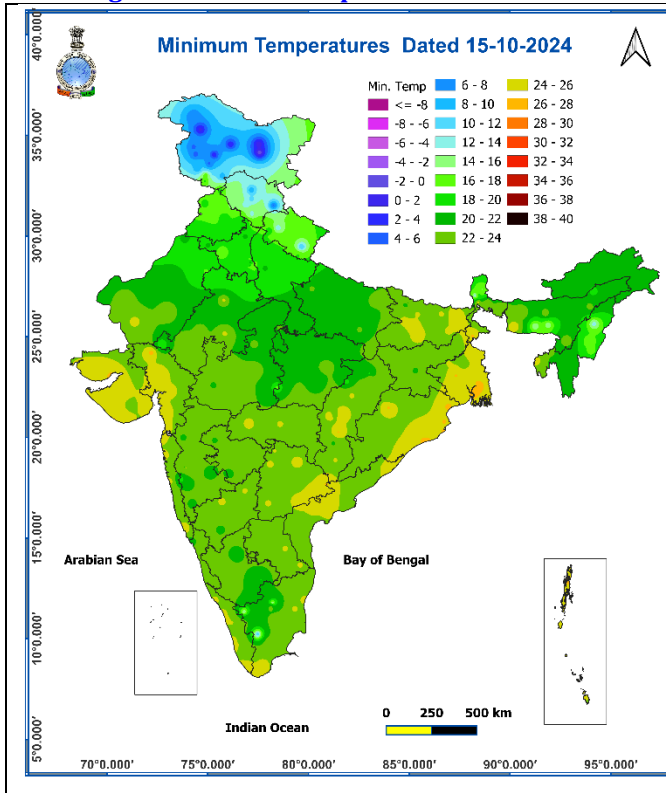 Minimum Temperatures Dated 15-10-2024
Min. Temp
<= -8
-8 - -6
-6 - -4
-4 - -2
-2 - 0
0 - 2
2 - 4
4 - 6
6 - 8
8 - 10
10 - 12
12 - 14
14 - 16
16 - 18
18 - 20
20 - 22
22 - 24
24 - 26
26 - 28
28 - 30
30 - 32
32 - 34
34 - 36
36 - 38
38 - 40
40°0.000'
35°0.000'
30°0.000'
25°0.000'
20°0.000'
15°0.000'
10°0.000'
5°0.000'
Arabian Sea
Bay of Bengal
Indian Ocean
0 250 500 km
70°0.000' 75°0.000' 80°0.000' 85°0.000' 90°0.000' 95°0.000'